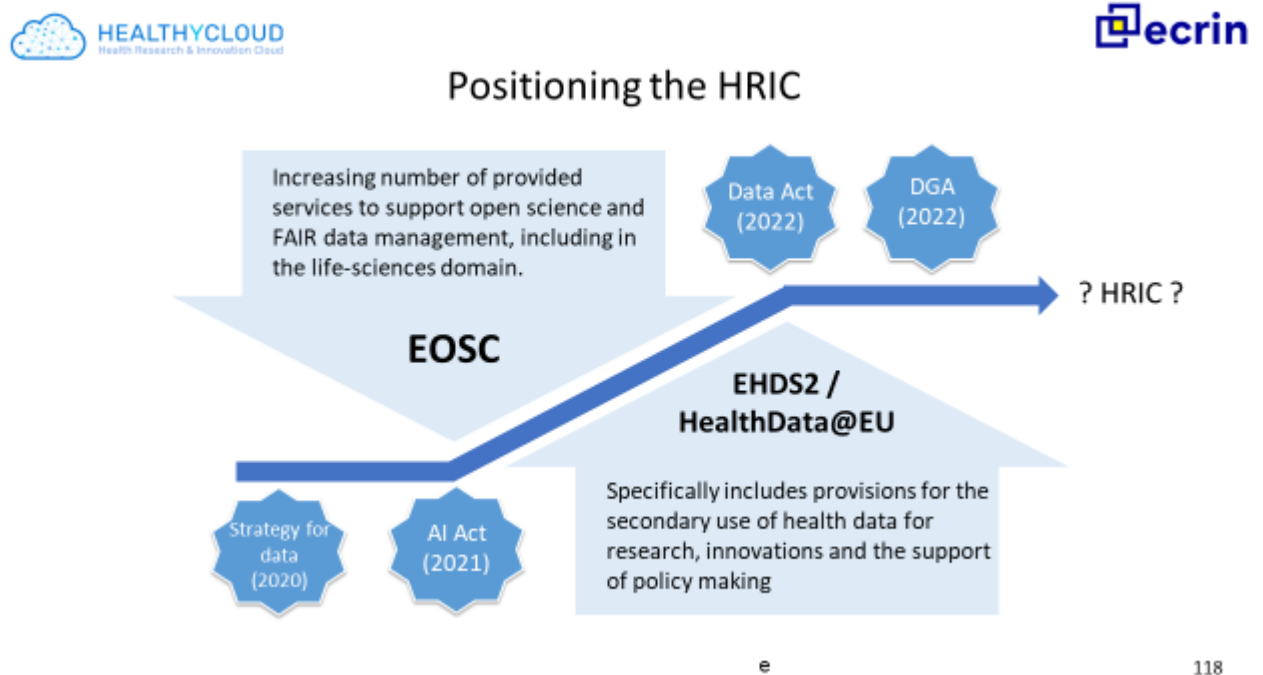 HEALTHYCLOUD
Health Research & Innovation Cloud
ecrin
Positioning the HRIC
Increasing number of provided
services to support open science and
FAIR data management, including in
the life-sciences domain.
EOSC
Data Act
(2022)
DGA
(2022)
? HRIC ?
EHDS2 /
HealthData@EU
Specifically includes provisions for the
secondary use of health data for
research, innovations and the support
of policy making
Strategy for
data
(2020)
AI Act
(2021)
e
118